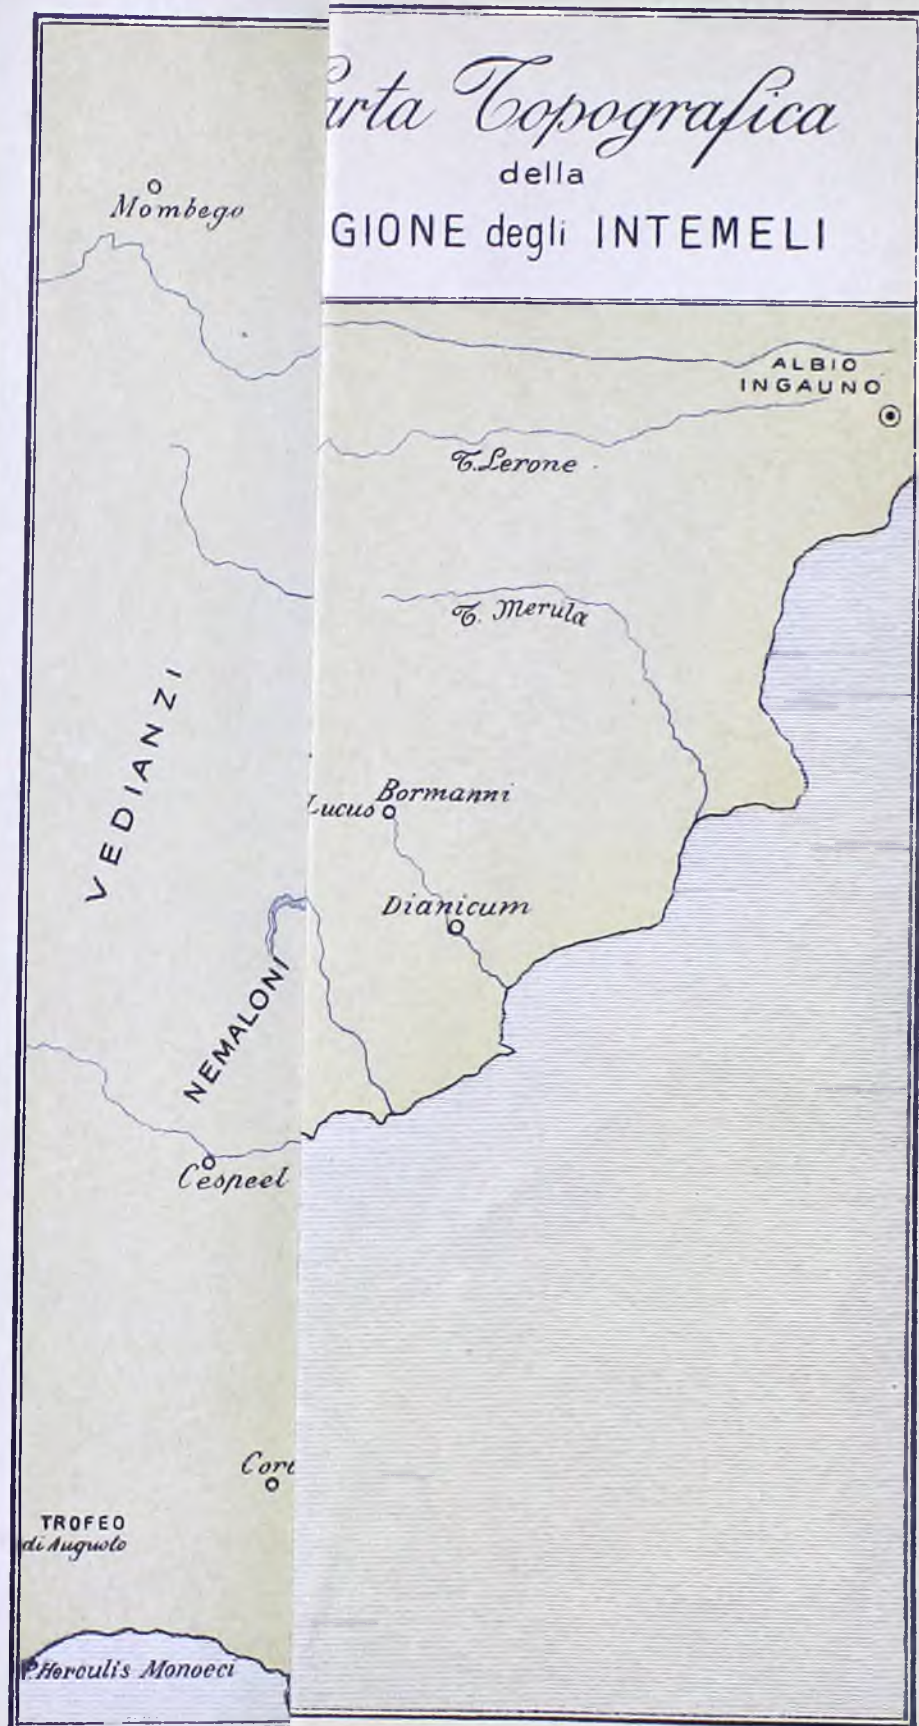 arta Topografica
della
GIONE degli INTEMELI
Mombego
ALBIO
INGAUNO
T. Lerone
T. Merula
VEDIANZI
Bormanni
Lucus
Dianicum
NEMALONI
Cespeel
Cort
TROFEO
di Augusto
P. Herculis Monoeci